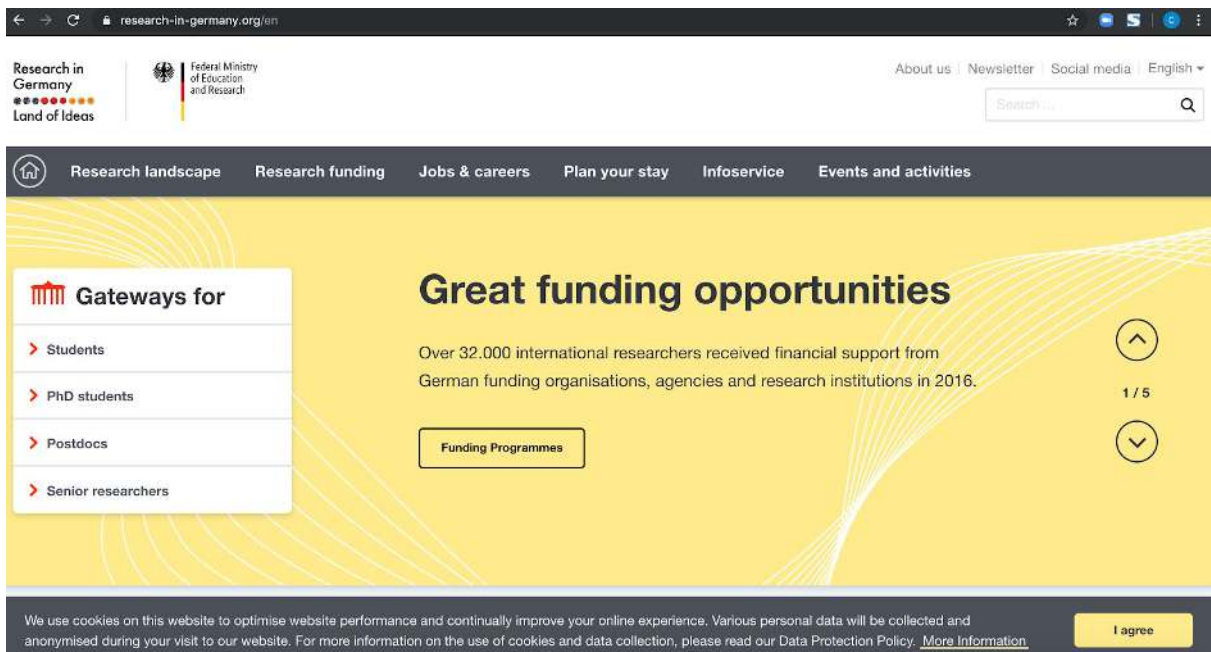 research-in-germany.org/en
Research in
Germany
Land of Ideas
Federal Ministry
of Education
and Research
About us
Newsletter
Social media
English
Search ...
Research landscape
Research funding
Jobs & careers
Plan your stay
Infoservice
Events and activities
Gateways for
Students
PhD students
Postdocs
Senior researchers
Great funding opportunities
Over 32.000 international researchers received financial support from
German funding organisations, agencies and research institutions in 2016.
Funding Programmes
1 / 5
We use cookies on this website to optimise website performance and continually improve your online experience. Various personal data will be collected and
anonymised during your visit to our website. For more information on the use of cookies and data collection, please read our Data Protection Policy. More Information
I agree